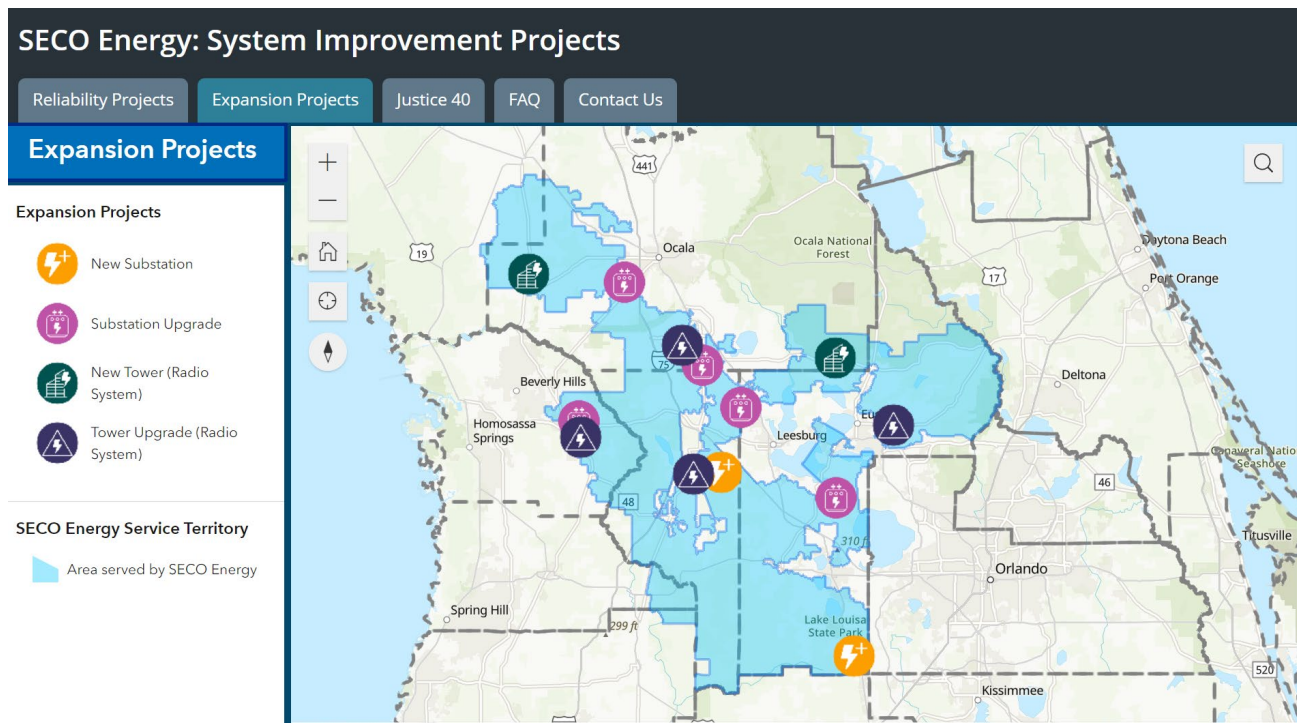 SECO Energy: System Improvement Projects
Reliability Projects
Expansion Projects
Justice 40
FAQ
Contact Us
Expansion Projects
Expansion Projects
New Substation
Substation Upgrade
New Tower (Radio
System)
Tower Upgrade (Radio
System)
SECO Energy Service Territory
Area served by SECO Energy
441
19
Ocala
Ocala National
Forest
17
Daytona Beach
Port Orange
75
Beverly Hills
Deltona
Homosassa
Springs
Leesburg
Eu
Canaveral Natio
Seashore
46
48
310 f
Titusville
Orlando
Spring Hill
299 ft
Lake Louisa
State Park
520
Kissimmee